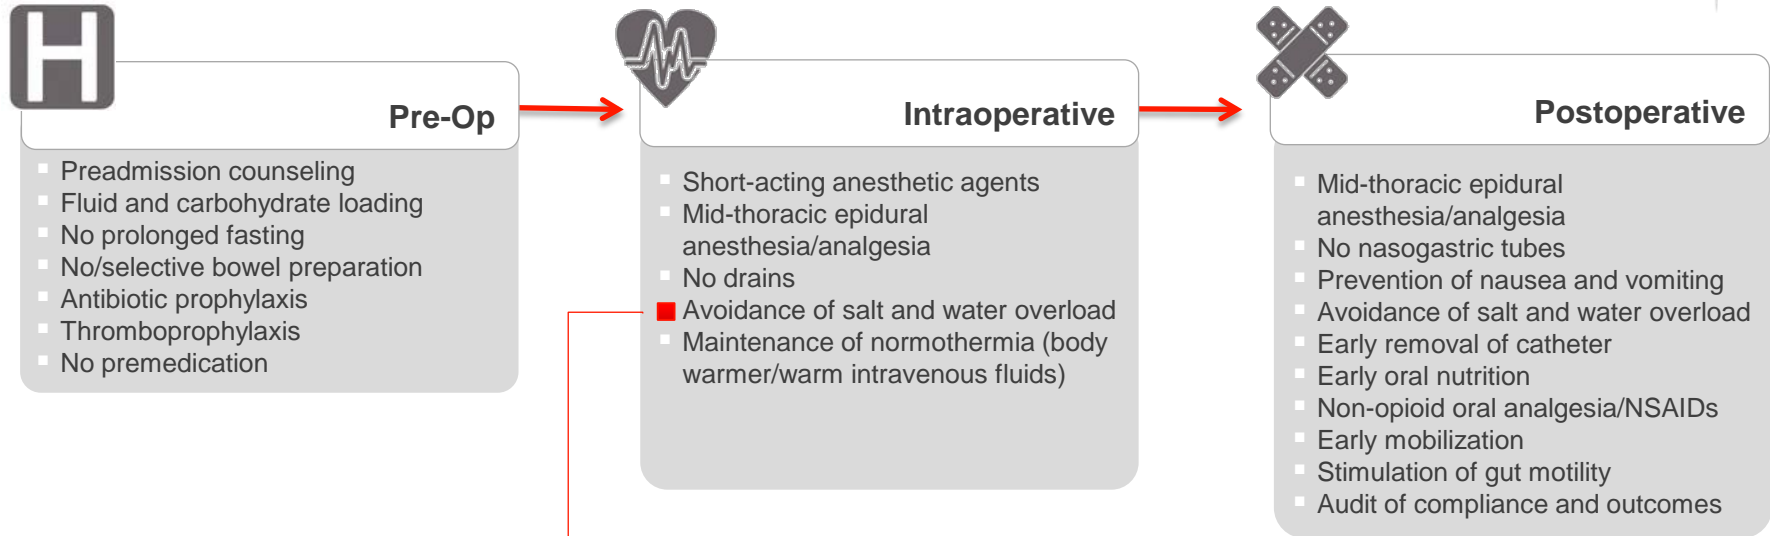 H
Pre-Op
Preadmission counseling
Fluid and carbohydrate loading
No prolonged fasting
No/selective bowel preparation
Antibiotic prophylaxis
Thromboprophylaxis
No premedication
Intraoperative
Short-acting anesthetic agents
Mid-thoracic epidural
anesthesia/analgesia
No drains
Avoidance of salt and water overload
Maintenance of normothermia (body
warmer/warm intravenous fluids)
Postoperative
Mid-thoracic epidural
anesthesia/analgesia
No nasogastric tubes
Prevention of nausea and vomiting
Avoidance of salt and water overload
Early removal of catheter
Early oral nutrition
Non-opioid oral analgesia/NSAIDs
Early mobilization
Stimulation of gut motility
Audit of compliance and outcomes